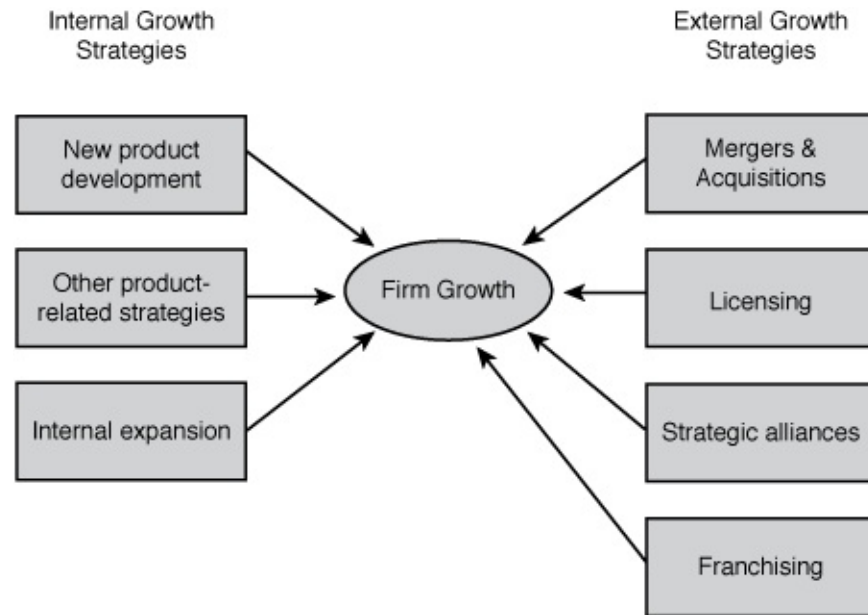 Internal Growth
Strategies
External Growth
Strategies
New product
development
Other product-
related strategies
Internal expansion
Firm Growth
Mergers &
Acquisitions
Licensing
Strategic alliances
Franchising